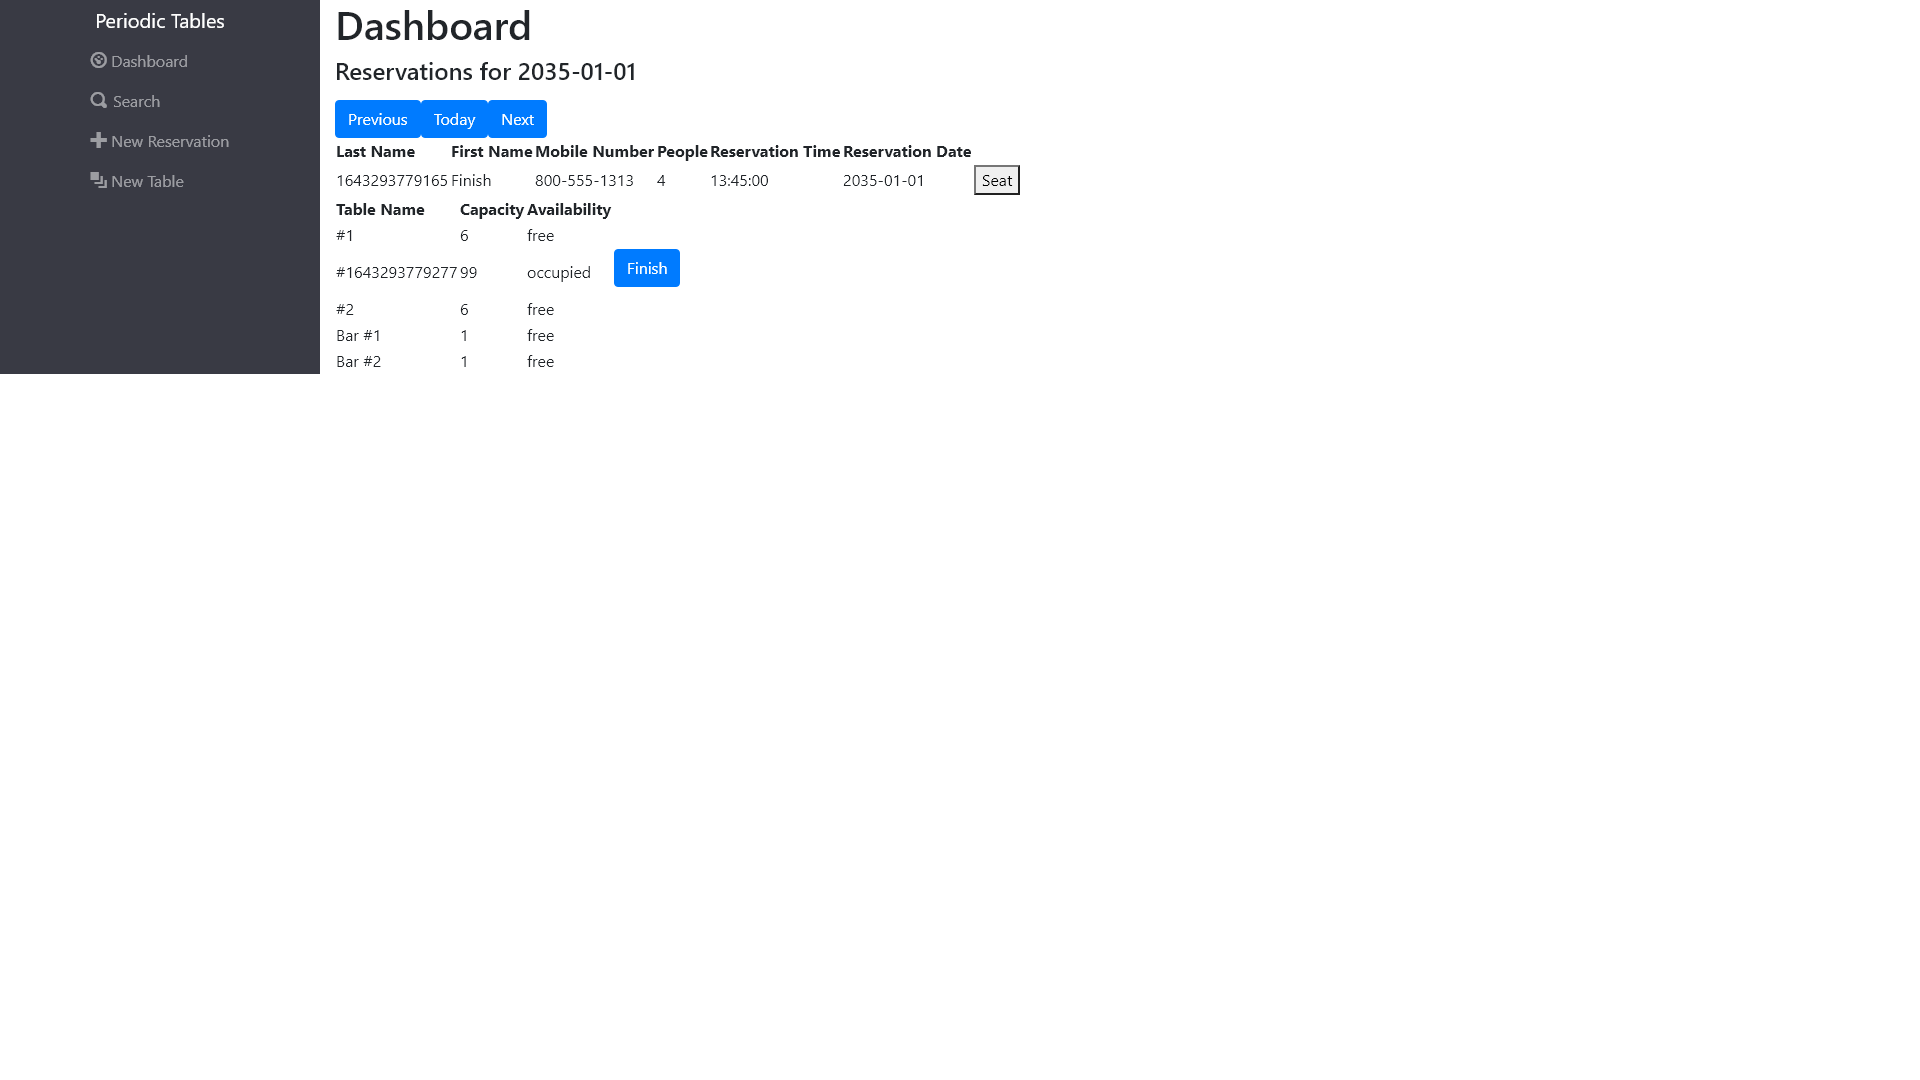 Periodic Tables
Dashboard
Search
New Reservation
New Table
Dashboard
Reservations for 2035-01-01
Previous Today Next
Last Name First Name Mobile Number People Reservation Time Reservation Date
1643293779165 Finish 800-555-1313 4 13:45:00 2035-01-01 Seat
Table Name Capacity Availability
#1 6 free
#1643293779277 99 occupied Finish
#2 6 free
Bar #1 1 free
Bar #2 1 free